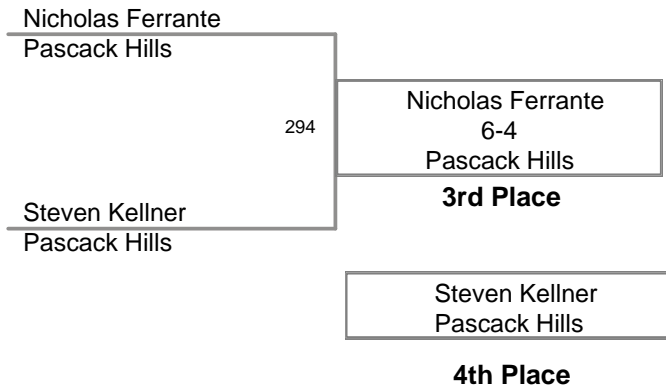 Nicholas Ferrante
Pascack Hills
294
Nicholas Ferrante
6-4
Pascack Hills
3rd Place
Steven Kellner
Pascack Hills
Steven Kellner
Pascack Hills
4th Place